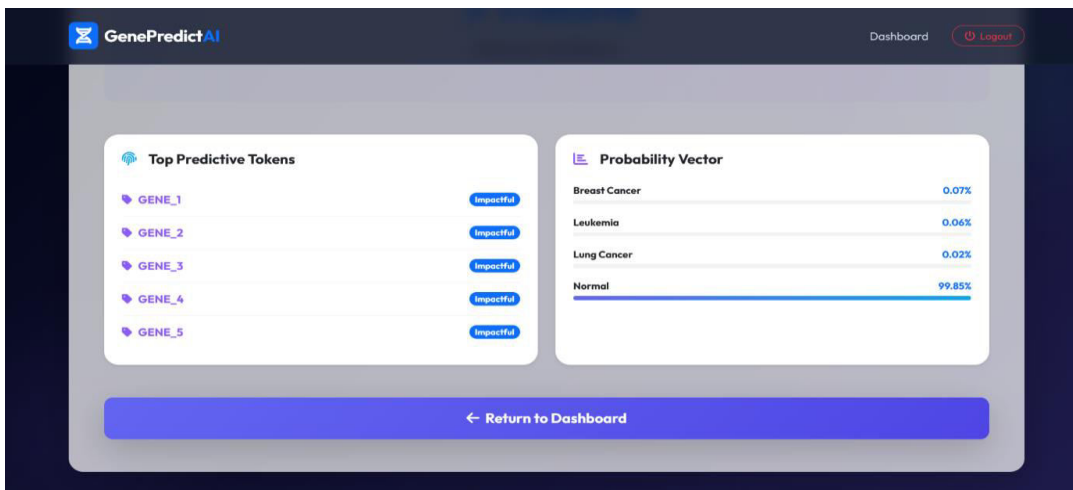 GenePredictAI
Dashboard
Logout
Top Predictive Tokens
GENE_1 Impactful
GENE_2 Impactful
GENE_3 Impactful
GENE_4 Impactful
GENE_5 Impactful
Probability Vector
Breast Cancer 0.07%
Leukemia 0.06%
Lung Cancer 0.02%
Normal 99.85%
← Return to Dashboard